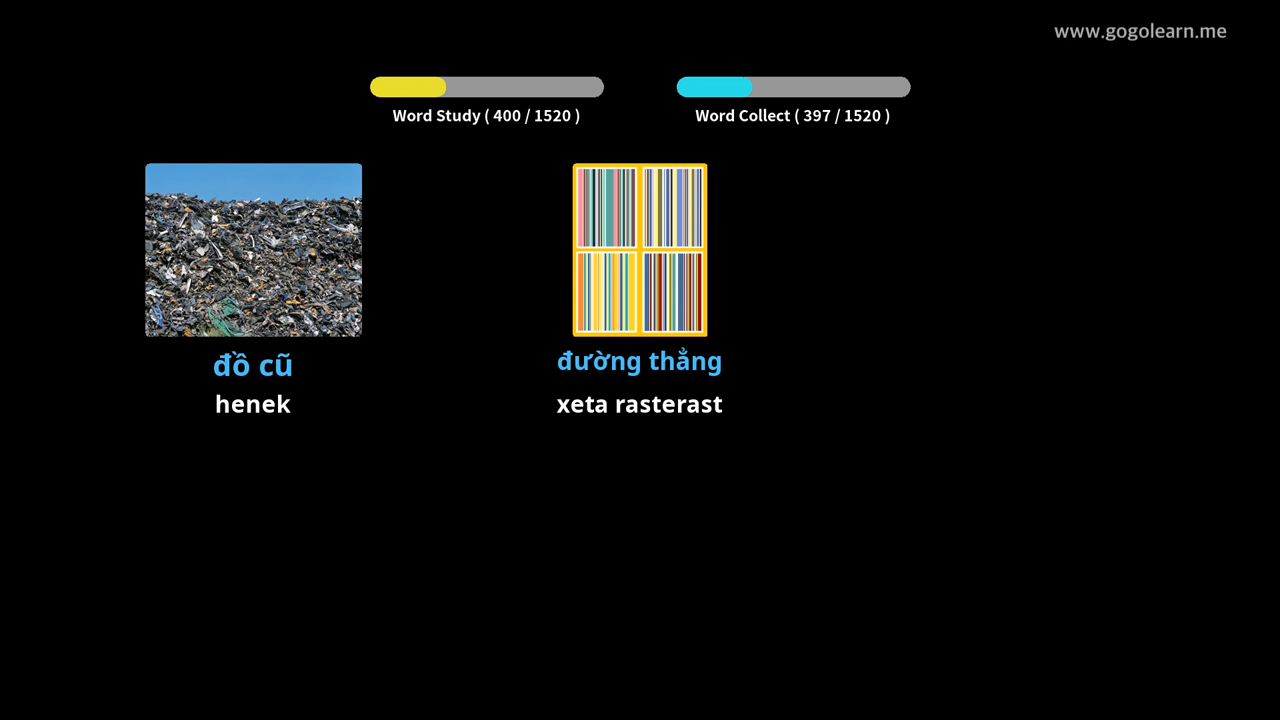 www.gogolearn.me
Word Study ( 400 / 1520 )
Word Collect ( 397 / 1520 )
đồ cũ
henek
đường thẳng
xeta rasterast